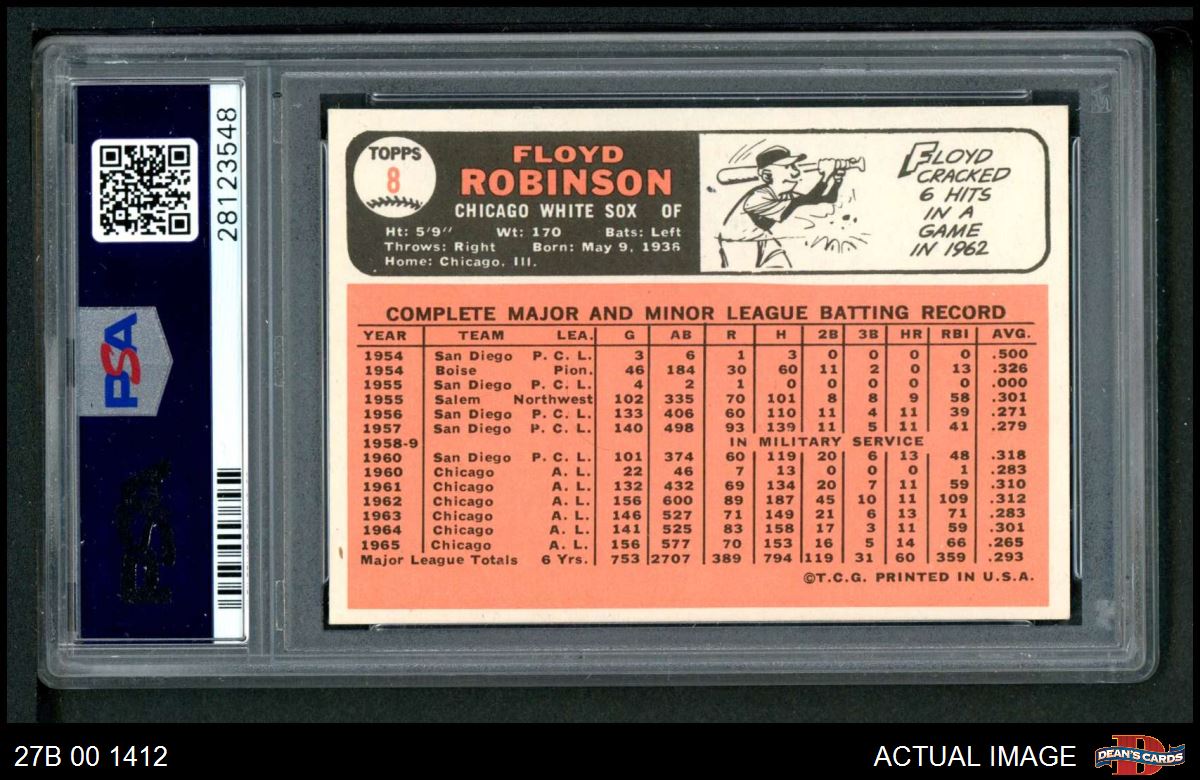 28123548
PSA
PSA
TOPPS
8
FLOYD
ROBINSON
CHICAGO WHITE SOX OF
Ht: 5'9" Wt: 170 Bats: Left
Throws: Right Born: May 9, 1936
Home: Chicago, Ill.
FLOYD
CRACKED
6 HITS
IN A
GAME
IN 1962
COMPLETE MAJOR AND MINOR LEAGUE BATTING RECORD
YEAR TEAM LEA. G AB R H 2B 3B HR RBI AVG.
1954 San Diego P. C. L. 3 6 1 3 0 0 0 0 .500
1954 Boise Pion. 46 184 30 60 11 2 0 13 .326
1955 San Diego P. C. L. 4 2 1 0 0 0 0 0 .000
1955 Salem Northwest 102 335 70 101 8 8 9 58 .301
1956 San Diego P. C. L. 133 406 60 110 11 4 11 39 .271
1957 San Diego P. C. L. 140 498 93 139 11 5 11 41 .279
1958-9 IN MILITARY SERVICE
1960 San Diego P. C. L. 101 374 60 119 20 6 13 48 .318
1960 Chicago A. L. 22 46 7 13 0 0 0 1 .283
1961 Chicago A. L. 132 432 69 134 20 7 11 59 .310
1962 Chicago A. L. 156 600 89 187 45 10 11 109 .312
1963 Chicago A. L. 146 527 71 149 21 6 13 71 .283
1964 Chicago A. L. 141 525 83 158 17 3 11 59 .301
1965 Chicago A. L. 156 577 70 153 16 5 14 66 .265
Major League Totals 6 Yrs. 753 2707 389 794 119 31 60 359 .293
©T.C.G. PRINTED IN U.S.A.
27B 00 1412
ACTUAL IMAGE
DEAN'S CARDS